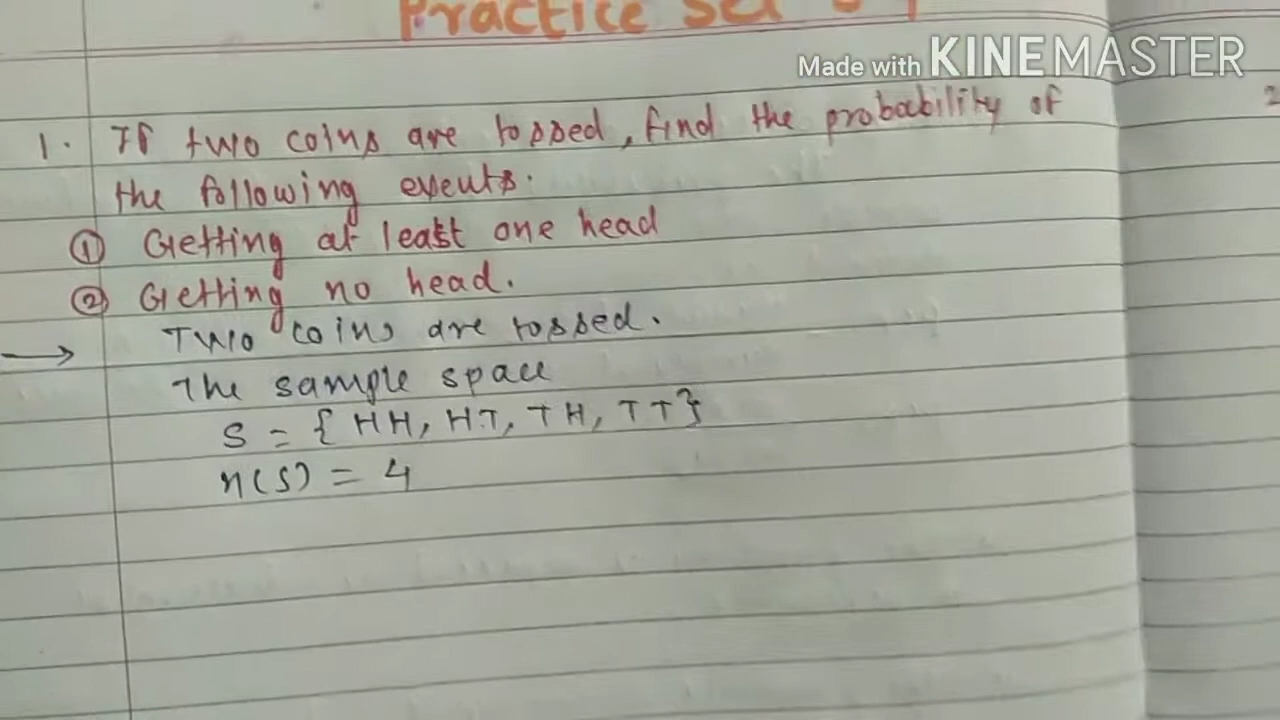 Practice Set
Made with KINEMASTER
1. If two coins are tossed, find the probability of
the following events.
① Getting at least one head
② Getting no head.
→ Two coins are tossed.
The sample space
S = { HH, HT, TH, TT}
n(S) = 4
2